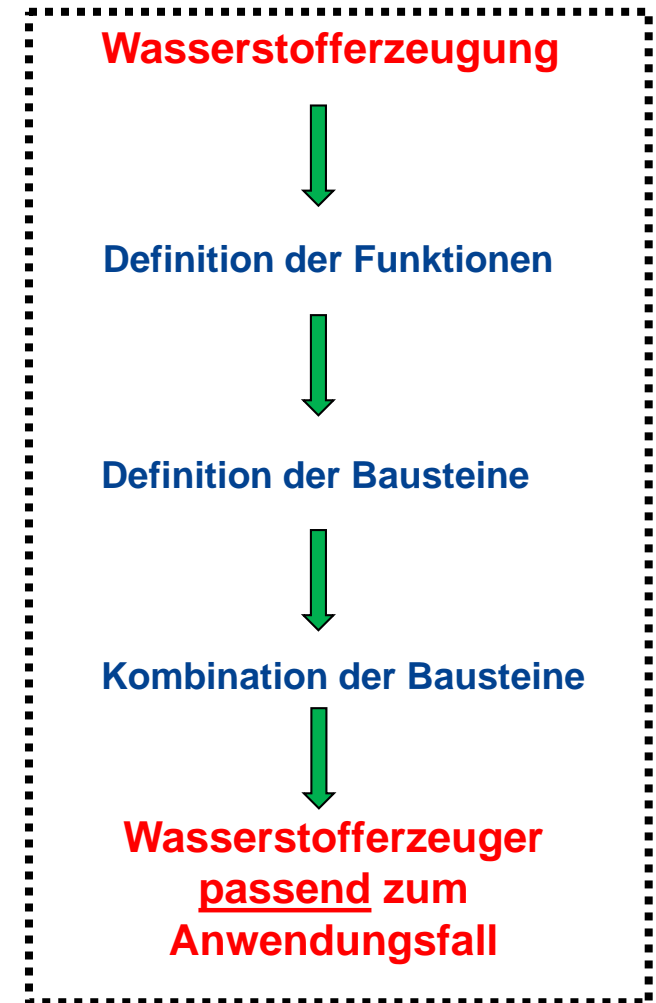 Wasserstofferzeugung
Definition der Funktionen
Definition der Bausteine
Kombination der Bausteine
Wasserstofferzeuger
passend zum
Anwendungsfall